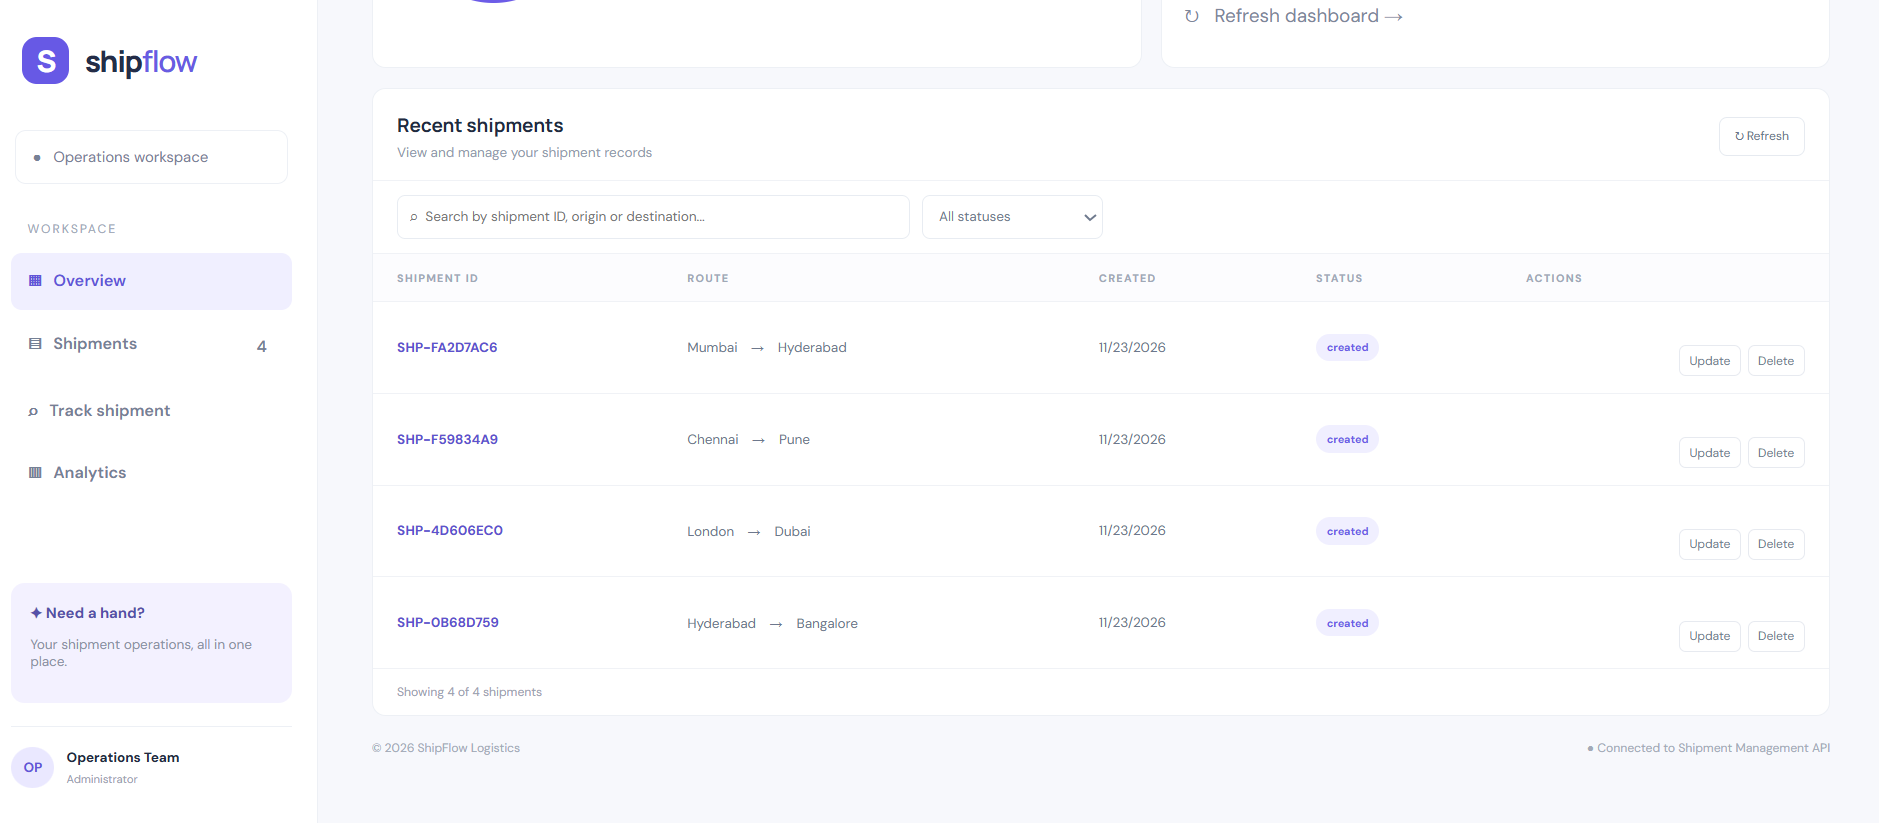 S shipflow
Operations workspace
WORKSPACE
Overview
Shipments 4
Track shipment
Analytics
✦ Need a hand?
Your shipment operations, all in one
place.
OP
Operations Team
Administrator
↻ Refresh dashboard →
Recent shipments
View and manage your shipment records
↻ Refresh
Search by shipment ID, origin or destination...
All statuses
SHIPMENT ID ROUTE CREATED STATUS ACTIONS
SHP-FA2D7AC6 Mumbai → Hyderabad 11/23/2026 created Update Delete
SHP-F59834A9 Chennai → Pune 11/23/2026 created Update Delete
SHP-4D606EC0 London → Dubai 11/23/2026 created Update Delete
SHP-0B68D759 Hyderabad → Bangalore 11/23/2026 created Update Delete
Showing 4 of 4 shipments
© 2026 ShipFlow Logistics
● Connected to Shipment Management API